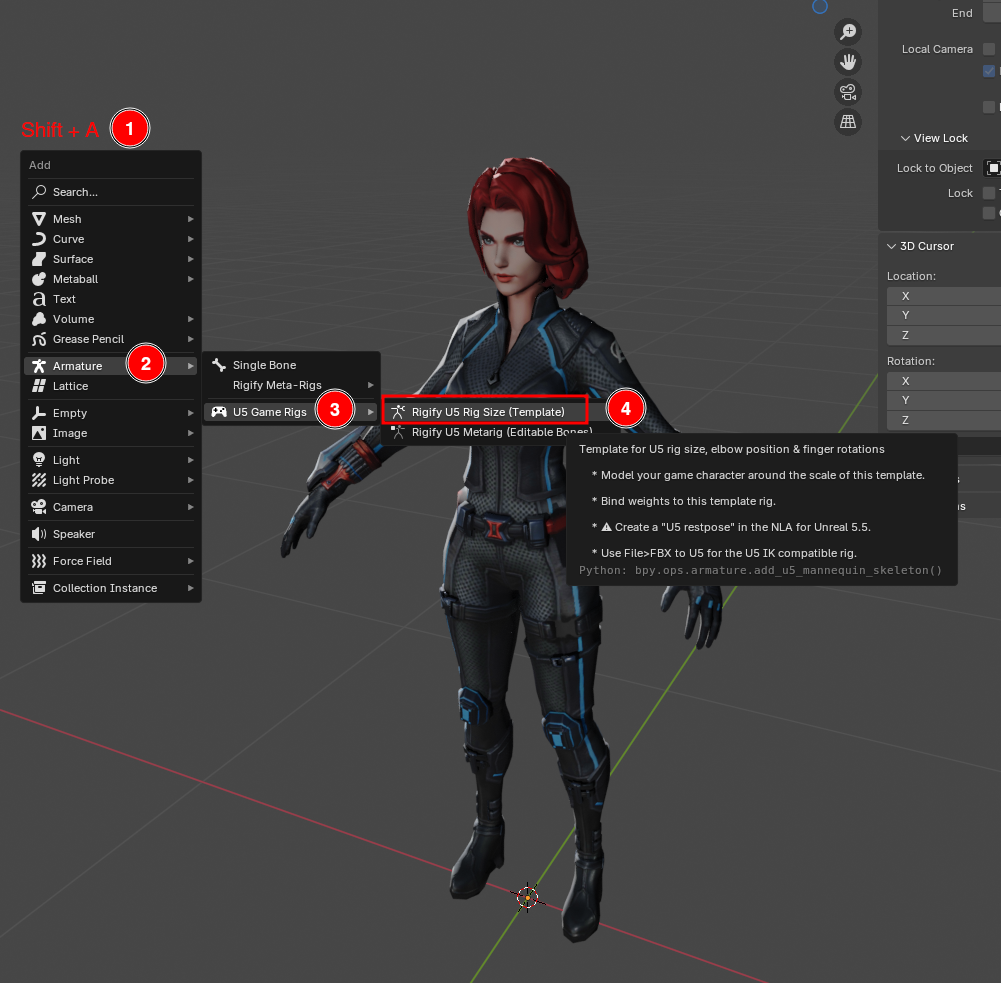 End
Local Camera
Shift + A 1
View Lock
Add
Lock to Object
Search...
Lock
Mesh
Curve
3D Cursor
Surface
Location:
Metaball
X
Text
Y
Volume
Z
Grease Pencil
Rotation:
Armature 2
Single Bone
X
Lattice
Rigify Meta-Rigs
Y
Empty
U5 Game Rigs 3
Rigify U5 Rig Size (Template) 4
Z
Image
Rigify U5 Metarig (Editable Bones)
Template for U5 rig size, elbow position & finger rotations
Light
* Model your game character around the scale of this template.
Light Probe
* Bind weights to this template rig.
Camera
* ⚠ Create a "U5 restpose" in the NLA for Unreal 5.5.
Speaker
* Use File>FBX to U5 for the U5 IK compatible rig.
Force Field
Python: bpy.ops.armature.add_u5_mannequin_skeleton()
Collection Instance